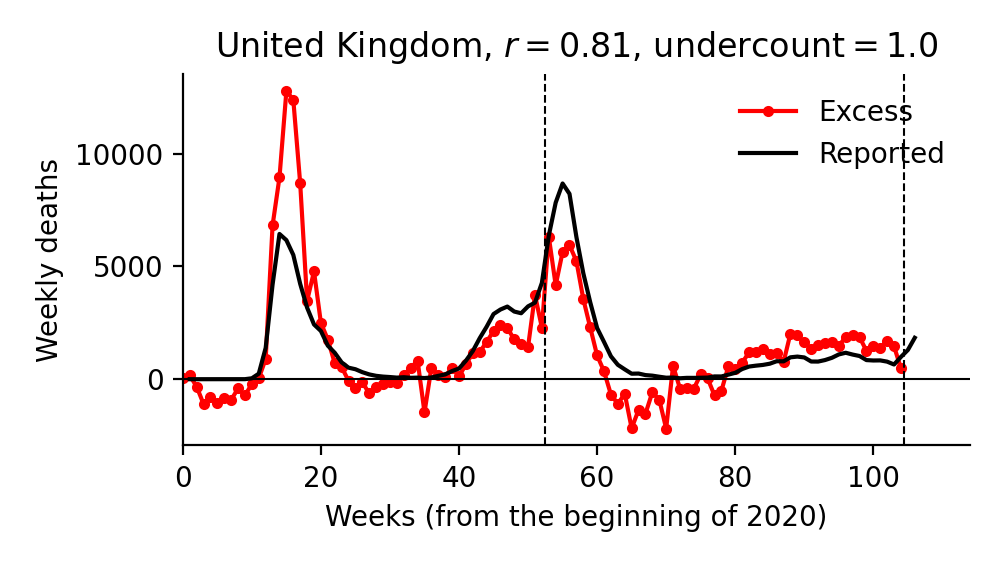 United Kingdom, r = 0.81, undercount = 1.0
Excess
Reported
Weekly deaths
10000
5000
0
0 20 40 60 80 100
Weeks (from the beginning of 2020)